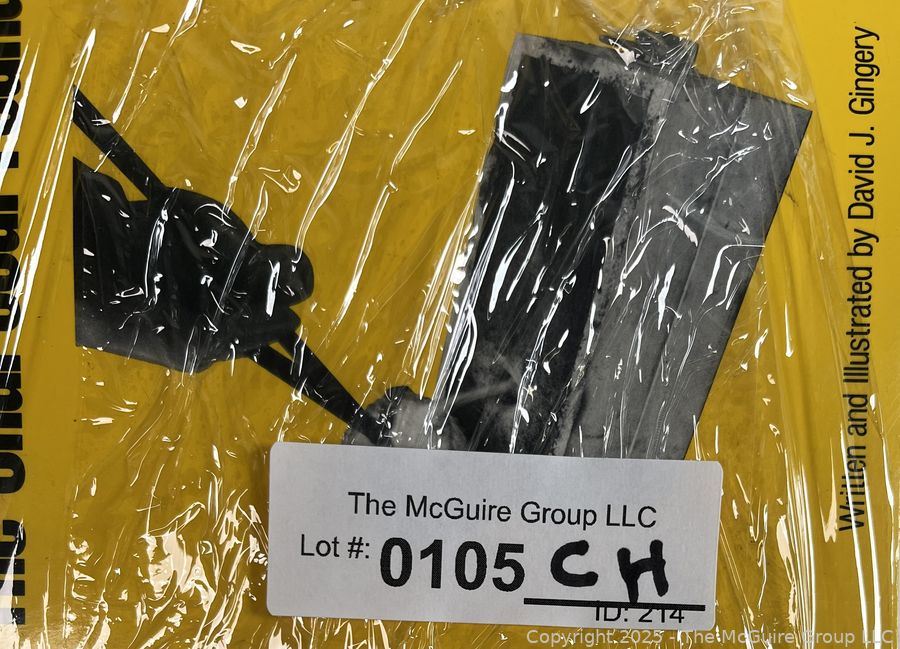 Written and Illustrated by David J. Gingery
The McGuire Group LLC
Lot #: 0105 CH
ID: 214
Copyright 2025 - The McGuire Group LLC